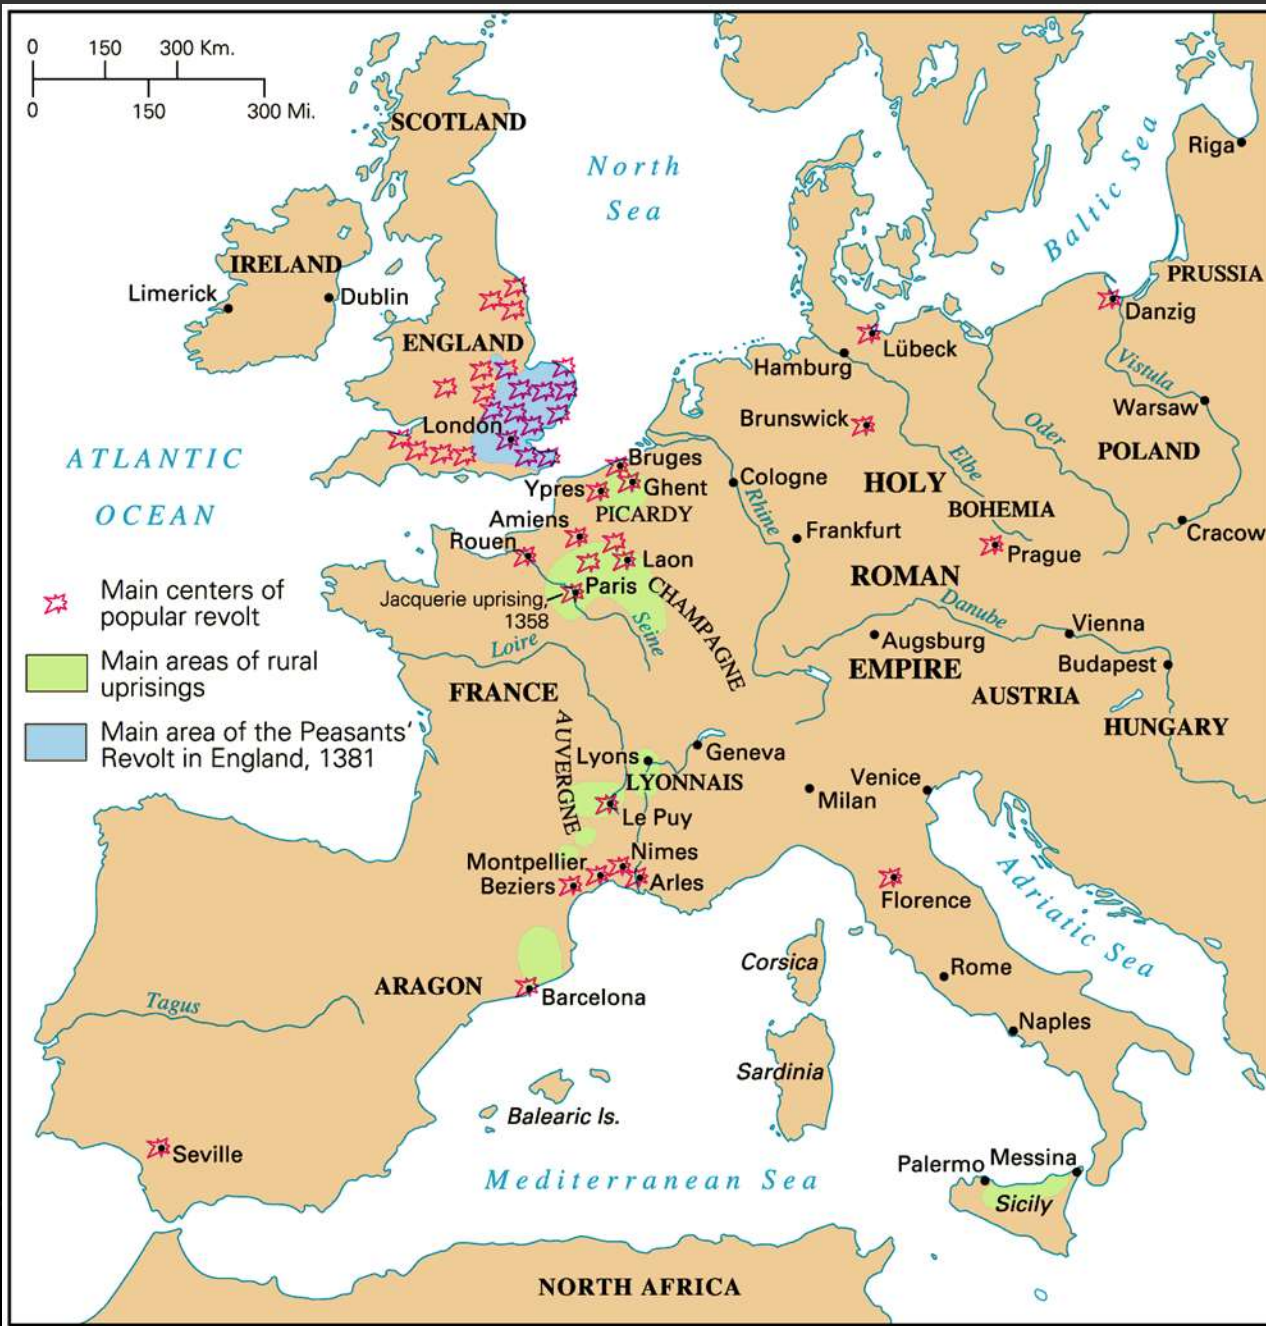 0 150 300 Km.
0 150 300 Mi.
SCOTLAND
North
Sea
Baltic Sea
Riga
IRELAND
PRUSSIA
Limerick
Dublin
Danzig
ENGLAND
Lübeck
Hamburg
Vistula
Warsaw
Brunswick
London
Oder
POLAND
ATLANTIC
OCEAN
Bruges
Elbe
Ypres
Ghent
Cologne
Rhine
HOLY
BOHEMIA
PICARDY
Amiens
Frankfurt
Cracow
Rouen
Laon
Prague
Main centers of
popular revolt
Paris
CHAMPAGNE
ROMAN
Jacquerie uprising,
1358
Seine
Danube
Vienna
Loire
Augsburg
Main areas of rural
uprisings
EMPIRE
Budapest
FRANCE
AUSTRIA
Main area of the Peasants'
Revolt in England, 1381
AUVERGNE
HUNGARY
Lyons
Geneva
LYONNAIS
Venice
Milan
Le Puy
Montpellier
Nimes
Beziers
Arles
Florence
Adriatic Sea
Corsica
Rome
ARAGON
Barcelona
Tagus
Naples
Sardinia
Balearic Is.
Seville
Mediterranean Sea
Palermo
Messina
Sicily
NORTH AFRICA